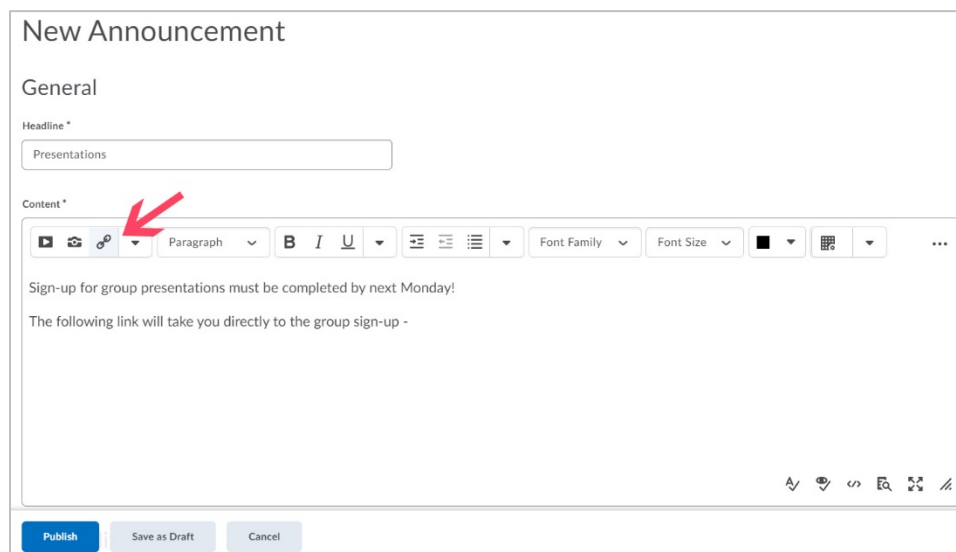 New Announcement
General
Headline *
Presentations
Content *
Paragraph B I U Font Family Font Size ...
Sign-up for group presentations must be completed by next Monday!
The following link will take you directly to the group sign-up -
Publish Save as Draft Cancel